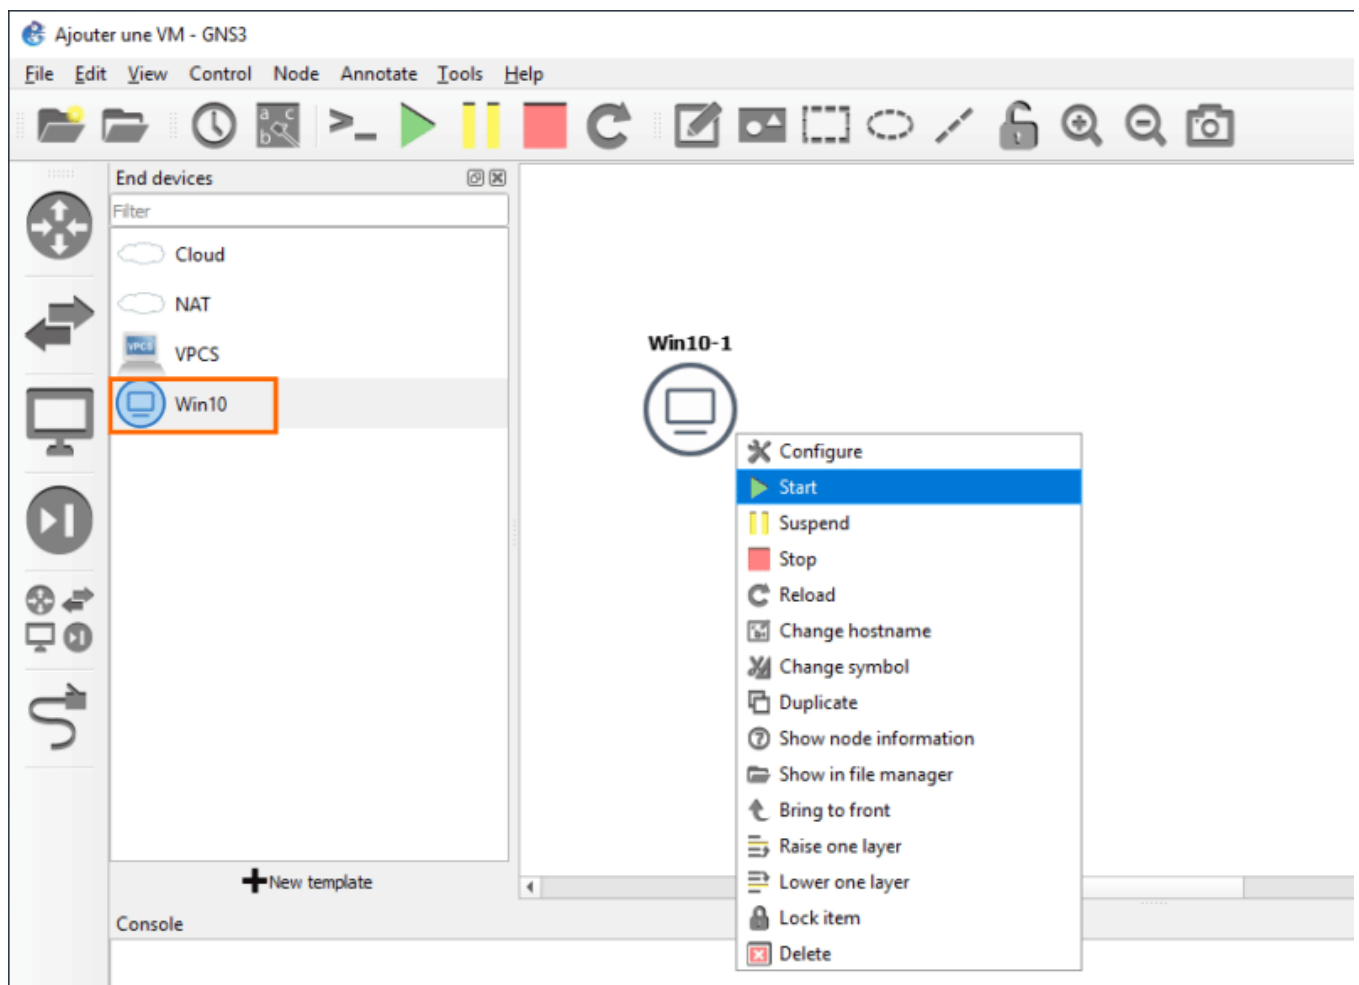 Ajouter une VM - GNS3
File Edit View Control Node Annotate Tools Help
a c
b
>_
End devices
Filter
Cloud
NAT
VPCS
VPCS
Win10
Win10-1
Configure
Start
Suspend
Stop
Reload
Change hostname
Change symbol
Duplicate
Show node information
Show in file manager
Bring to front
Raise one layer
Lower one layer
Lock item
Delete
New template
Console